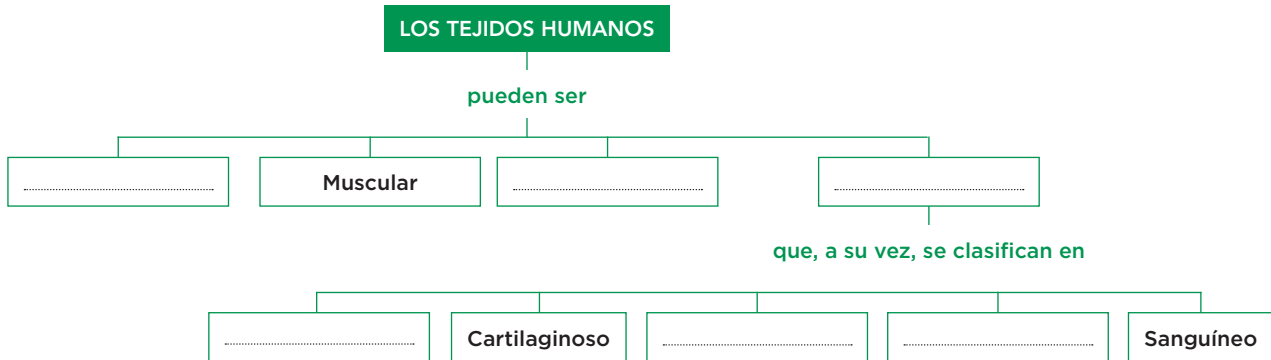 LOS TEJIDOS HUMANOS
pueden ser
Muscular
que, a su vez, se clasifican en
Cartilaginoso
Sanguíneo